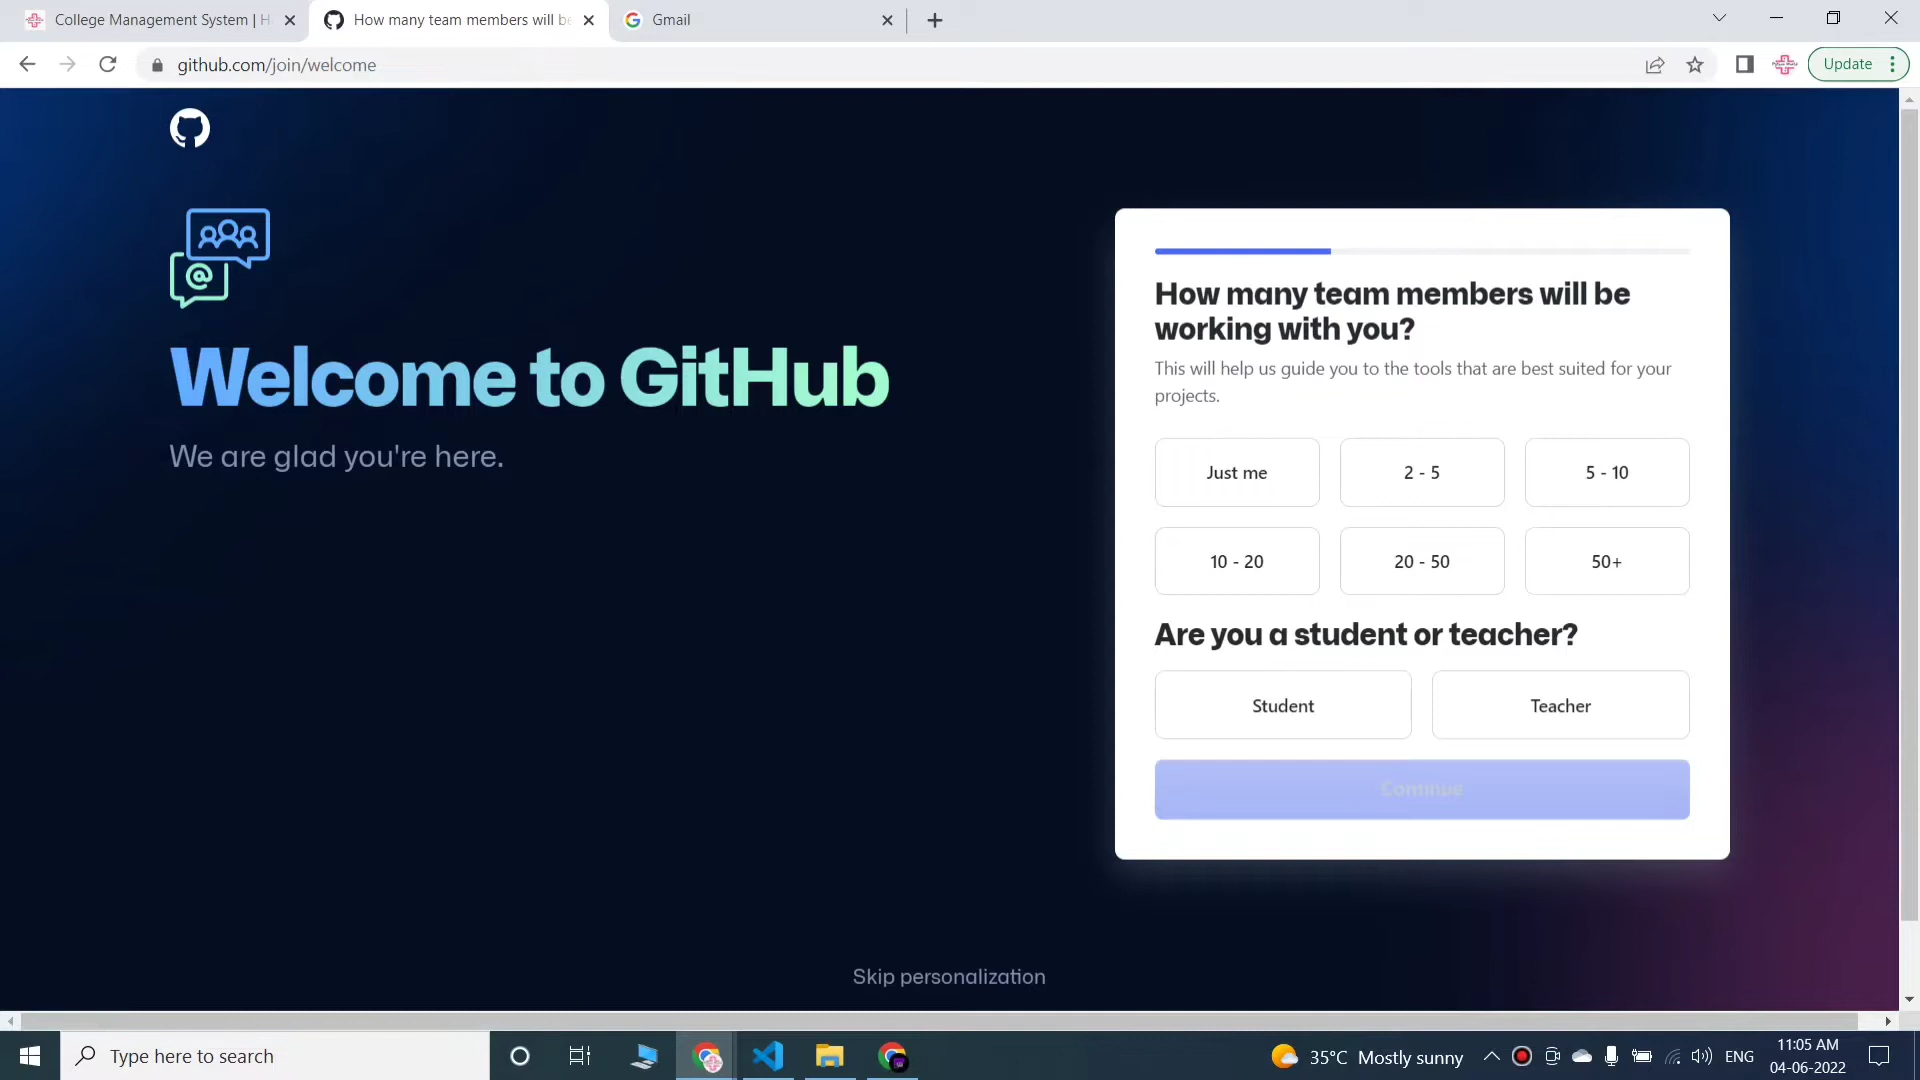 College Management System | H
How many team members will be
Gmail
github.com/join/welcome
Update
@
Welcome to GitHub
We are glad you're here.
How many team members will be
working with you?
This will help us guide you to the tools that are best suited for your
projects.
Just me
2 - 5
5 - 10
10 - 20
20 - 50
50+
Are you a student or teacher?
Student
Teacher
Continue
Skip personalization
Type here to search
35°C Mostly sunny
ENG
11:05 AM
04-06-2022